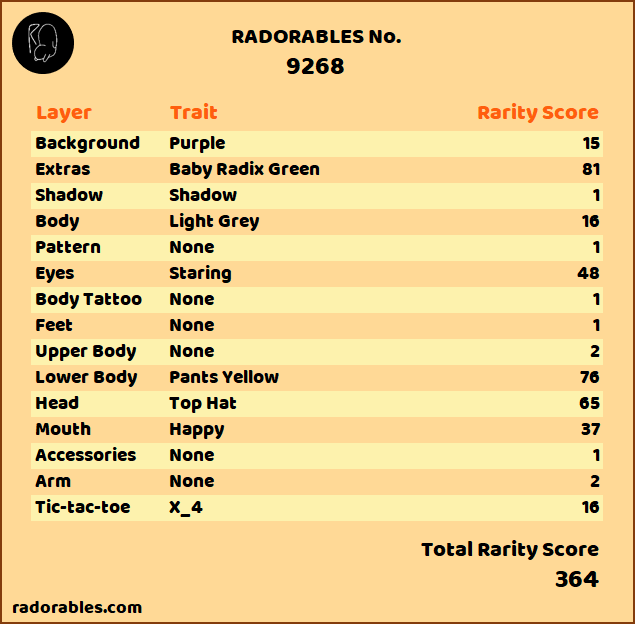 RADORABLES No.
9268
Layer Trait Rarity Score
Background Purple 15
Extras Baby Radix Green 81
Shadow Shadow 1
Body Light Grey 16
Pattern None 1
Eyes Staring 48
Body Tattoo None 1
Feet None 1
Upper Body None 2
Lower Body Pants Yellow 76
Head Top Hat 65
Mouth Happy 37
Accessories None 1
Arm None 2
Tic-tac-toe X_4 16
Total Rarity Score
364
radorables.com